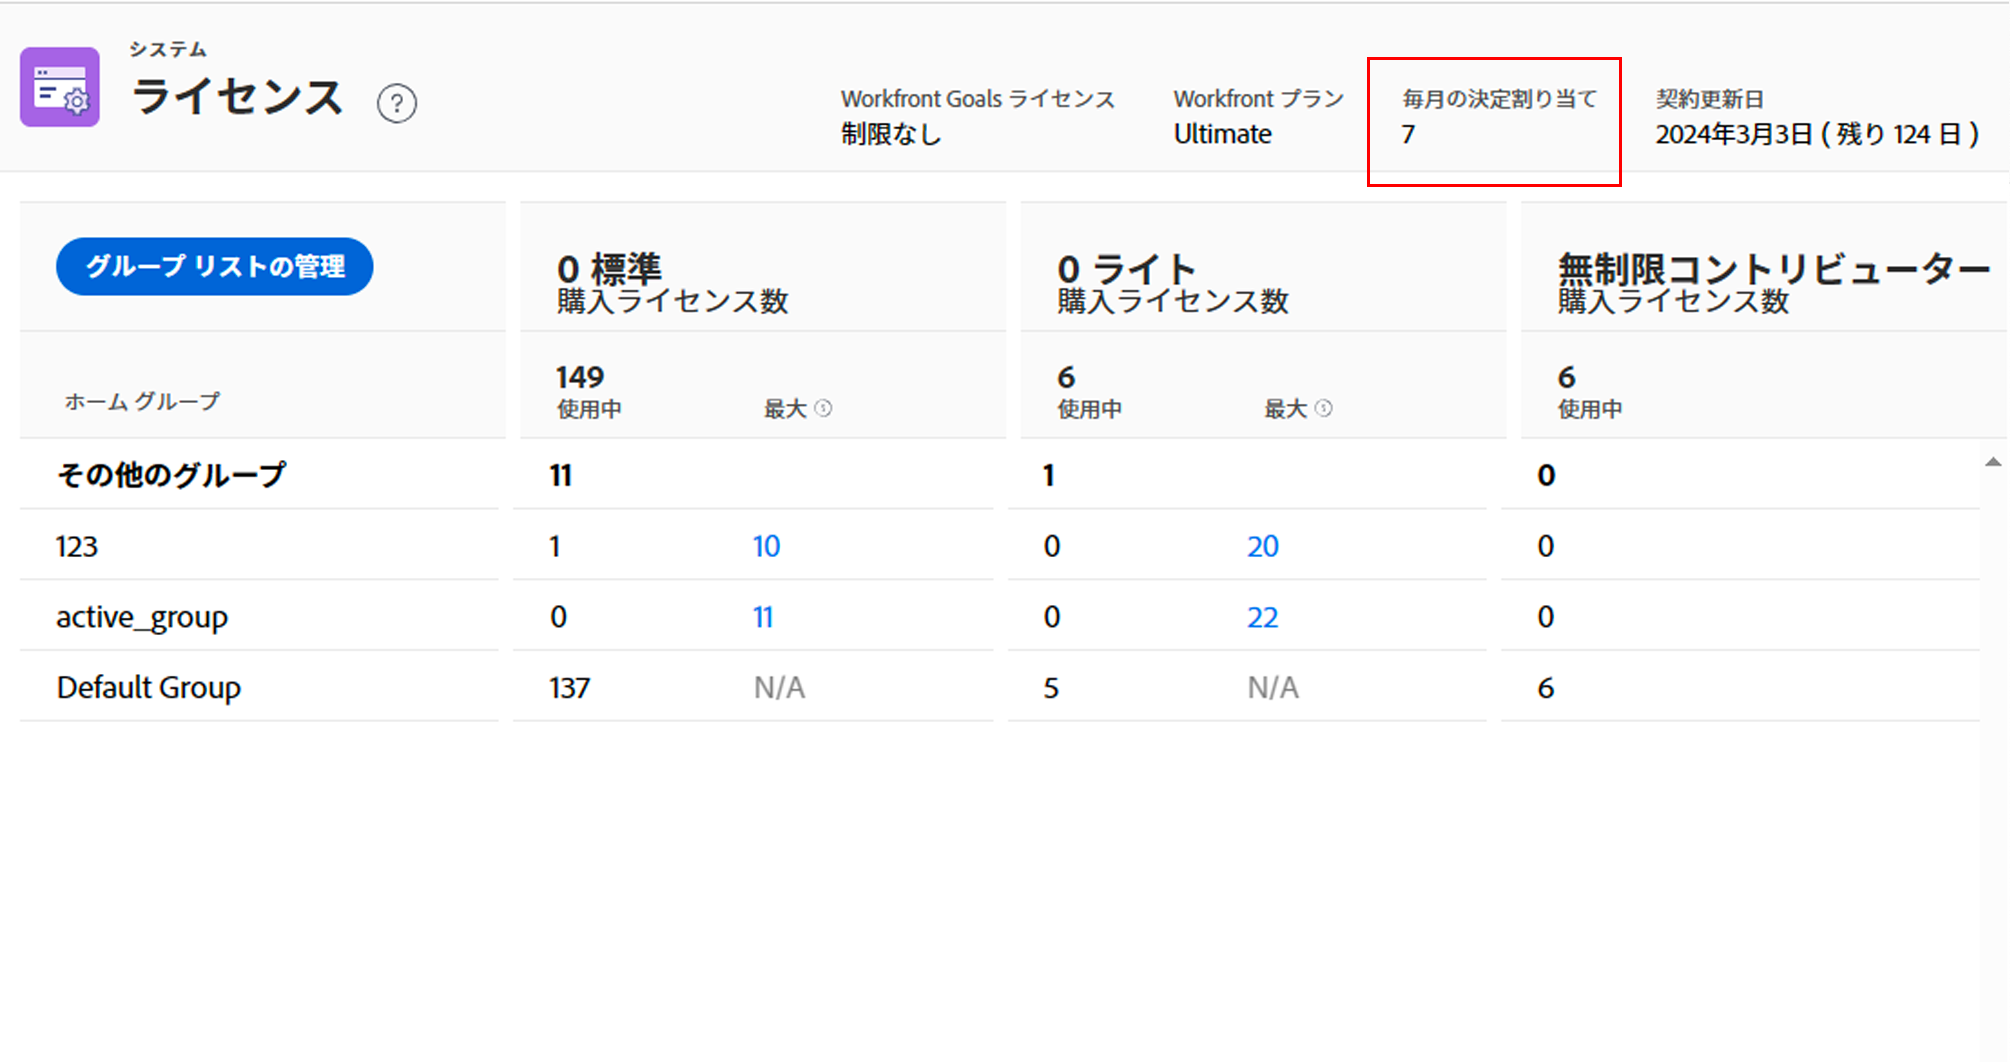 システム
ライセンス ?
Workfront Goals ライセンス
制限なし
Workfront プラン
Ultimate
毎月の決定割り当て
7
契約更新日
2024年3月3日 ( 残り 124 日 )
グループ リストの管理
0 標準
購入ライセンス数
0 ライト
購入ライセンス数
無制限コントリビューター
購入ライセンス数
ホーム グループ
149
使用中 最大
6
使用中 最大
6
使用中
その他のグループ 11 1 0
123 1 10 0 20 0
active_group 0 11 0 22 0
Default Group 137 N/A 5 N/A 6